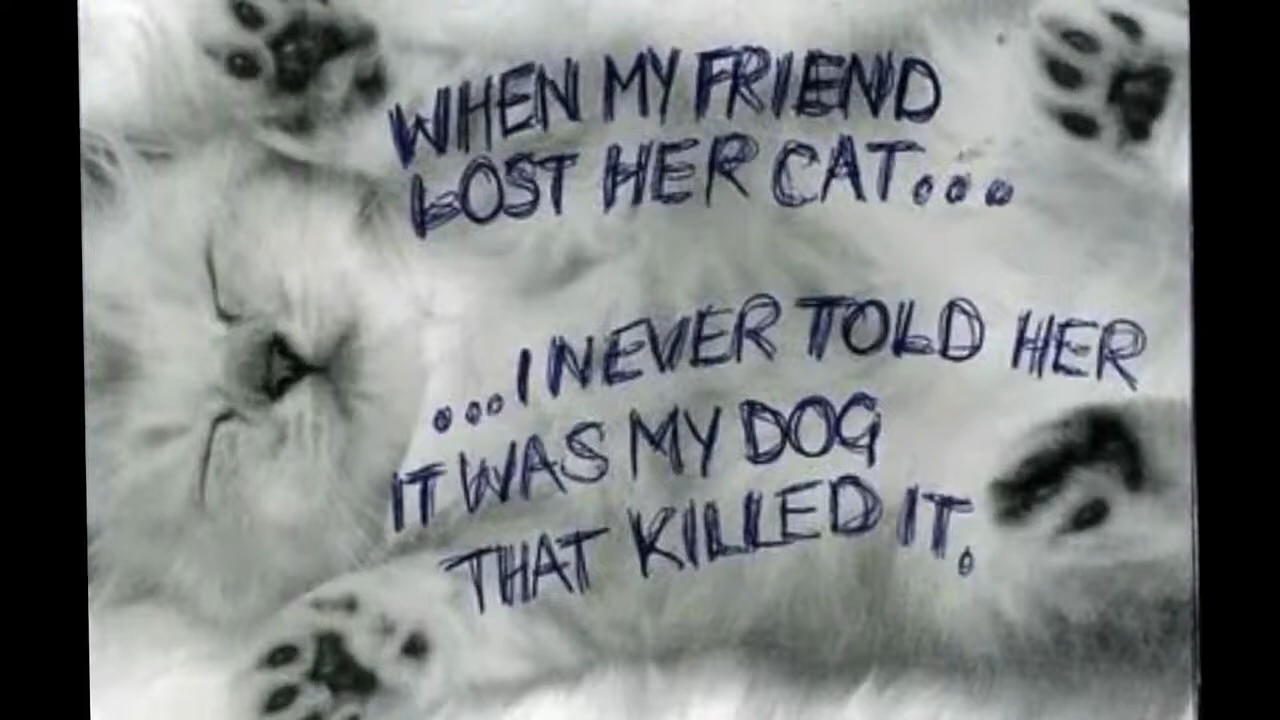 WHEN MY FRIEND
LOST HER CAT...
...I NEVER TOLD HER
IT WAS MY DOG
THAT KILLED IT.